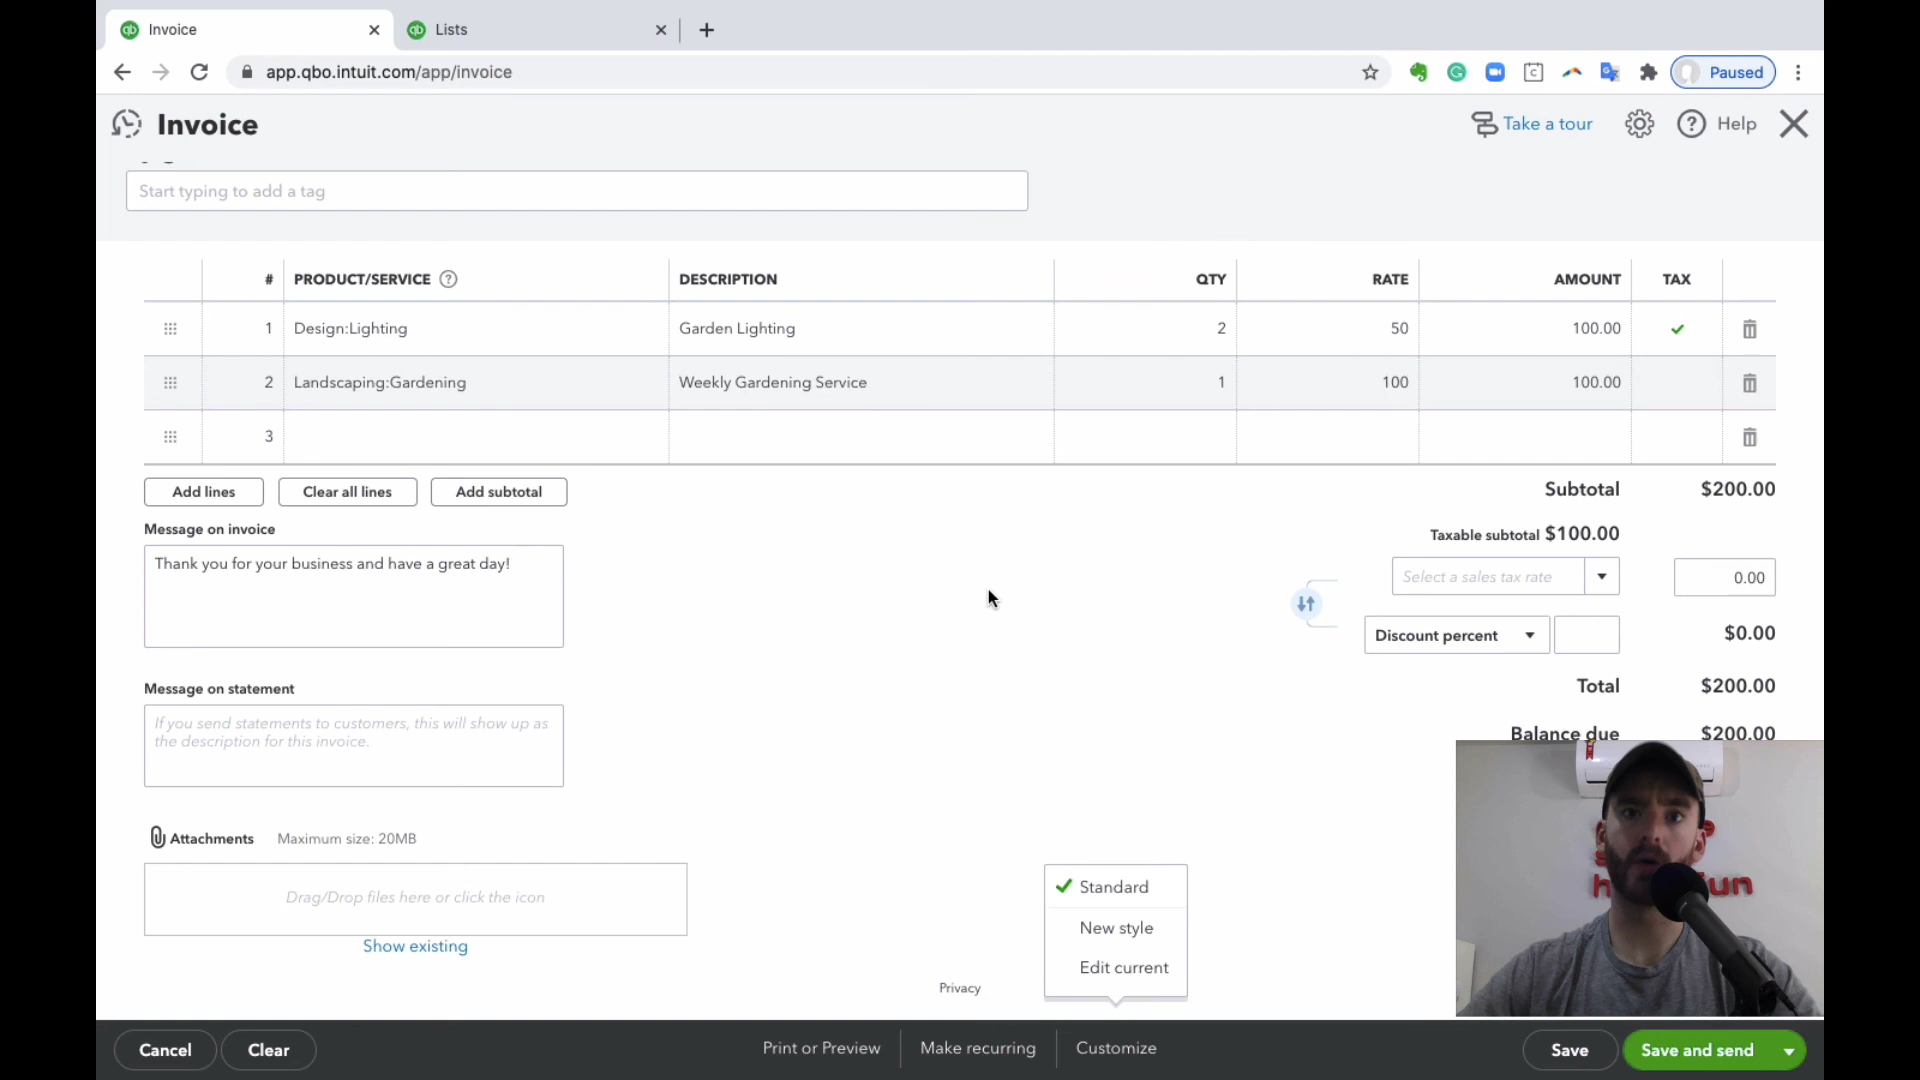 Invoice
Lists
app.qbo.intuit.com/app/invoice
Paused
Invoice
Take a tour
Help
Start typing to add a tag
# PRODUCT/SERVICE DESCRIPTION QTY RATE AMOUNT TAX
1 Design:Lighting Garden Lighting 2 50 100.00
2 Landscaping:Gardening Weekly Gardening Service 1 100 100.00
3
Add lines Clear all lines Add subtotal Subtotal $200.00
Message on invoice
Taxable subtotal $100.00
Thank you for your business and have a great day!
Select a sales tax rate 0.00
Discount percent $0.00
Message on statement
Total $200.00
If you send statements to customers, this will show up as
the description for this invoice.
Balance due $200.00
Attachments Maximum size: 20MB
Drag/Drop files here or click the icon
Show existing
Standard
New style
Edit current
Privacy
Cancel Clear Print or Preview Make recurring Customize Save Save and send